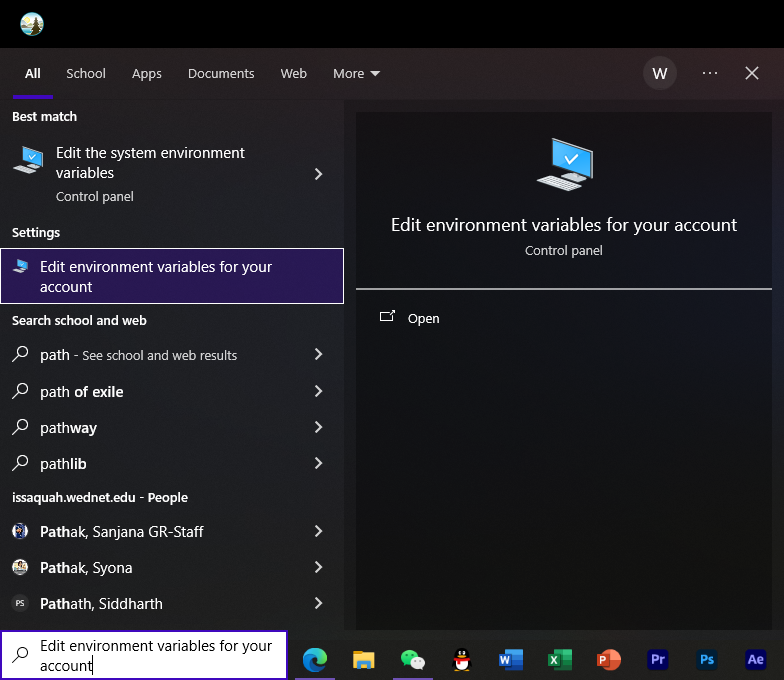 All School Apps Documents Web More W ...
Best match
Edit the system environment
variables
Control panel
Settings
Edit environment variables for your
account
Search school and web
path - See school and web results
path of exile
pathway
pathlib
issaquah.wednet.edu - People
Pathak, Sanjana GR-Staff
Pathak, Syona
PS Pathath, Siddharth
Edit environment variables for your account
Control panel
Open
Edit environment variables for your
account
W X P Pr Ps Ae